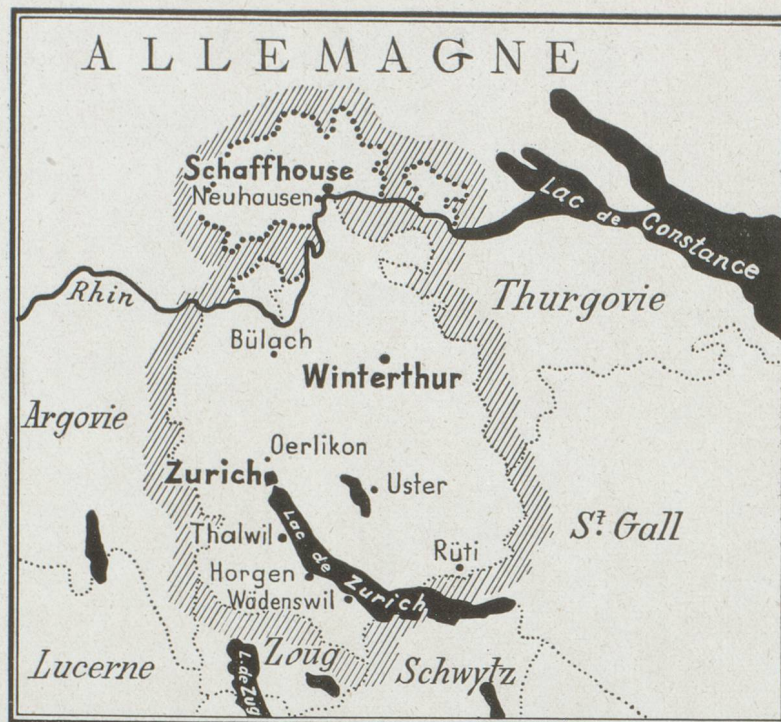 ALLEMAGNE
Schaffhouse
Neuhausen
Lac de Constance
Rhin
Thurgovie
Bülach
Winterthur
Argovie
Oerlikon
Zurich
Uster
St. Gall
Thalwil
Lac de Zurich
Rüti
Horgen
Wädenswil
Zoug
Lucerne
L. de Zug
Schwytz